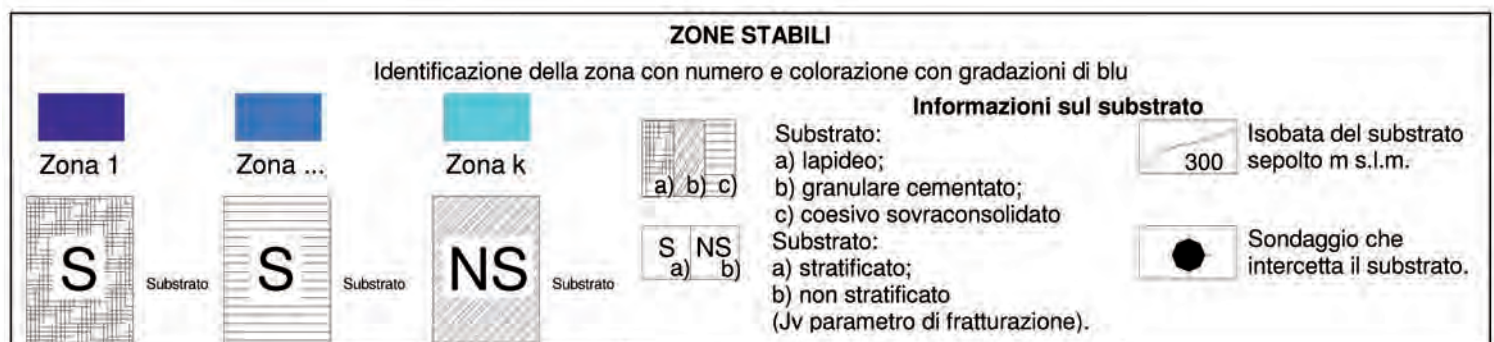 ZONE STABILI
Identificazione della zona con numero e colorazione con gradazioni di blu
Zona 1
Zona ...
Zona k
S
Substrato
S
Substrato
NS
Substrato
Informazioni sul substrato
a) b) c)
Substrato:
a) lapideo;
b) granulare cementato;
c) coesivo sovraconsolidato
S a) NS b)
Substrato:
a) stratificato;
b) non stratificato
(Jv parametro di fratturazione).
300
Isobata del substrato
sepolto m s.l.m.
Sondaggio che
intercetta il substrato.